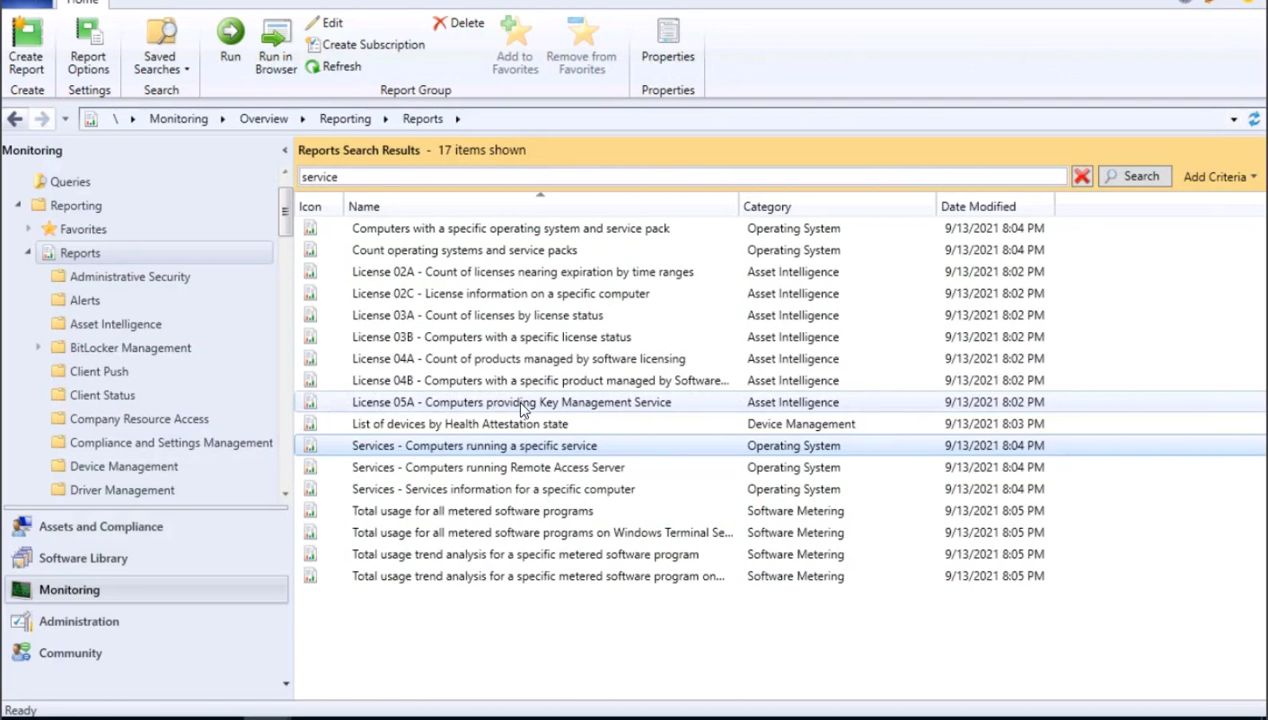 Home
Create Report
Create
Report Options
Settings
Saved Searches
Search
Run
Run in Browser
Edit
Create Subscription
Refresh
Delete
Add to Favorites
Remove from Favorites
Report Group
Properties
Properties
\ Monitoring Overview Reporting Reports
Monitoring
Queries
Reporting
Favorites
Reports
Administrative Security
Alerts
Asset Intelligence
BitLocker Management
Client Push
Client Status
Company Resource Access
Compliance and Settings Management
Device Management
Driver Management
Assets and Compliance
Software Library
Monitoring
Administration
Community
Reports Search Results - 17 items shown
service
Search
Add Criteria
Icon Name Category Date Modified
Computers with a specific operating system and service pack Operating System 9/13/2021 8:04 PM
Count operating systems and service packs Operating System 9/13/2021 8:04 PM
License 02A - Count of licenses nearing expiration by time ranges Asset Intelligence 9/13/2021 8:02 PM
License 02C - License information on a specific computer Asset Intelligence 9/13/2021 8:02 PM
License 03A - Count of licenses by license status Asset Intelligence 9/13/2021 8:02 PM
License 03B - Computers with a specific license status Asset Intelligence 9/13/2021 8:02 PM
License 04A - Count of products managed by software licensing Asset Intelligence 9/13/2021 8:02 PM
License 04B - Computers with a specific product managed by Software... Asset Intelligence 9/13/2021 8:02 PM
License 05A - Computers providing Key Management Service Asset Intelligence 9/13/2021 8:02 PM
List of devices by Health Attestation state Device Management 9/13/2021 8:03 PM
Services - Computers running a specific service Operating System 9/13/2021 8:04 PM
Services - Computers running Remote Access Server Operating System 9/13/2021 8:04 PM
Services - Services information for a specific computer Operating System 9/13/2021 8:04 PM
Total usage for all metered software programs Software Metering 9/13/2021 8:05 PM
Total usage for all metered software programs on Windows Terminal Se... Software Metering 9/13/2021 8:05 PM
Total usage trend analysis for a specific metered software program Software Metering 9/13/2021 8:05 PM
Total usage trend analysis for a specific metered software program on... Software Metering 9/13/2021 8:05 PM
Ready